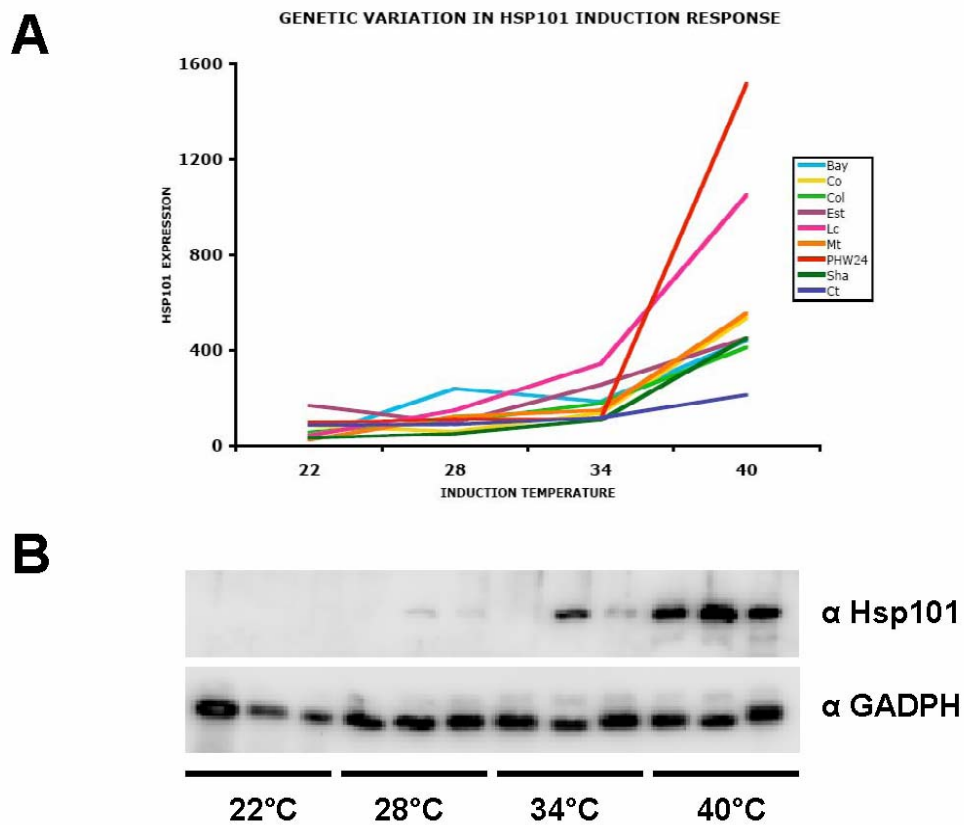 A
GENETIC VARIATION IN HSP101 INDUCTION RESPONSE
1600
1200
800
400
0
HSP101 EXPRESSION
22
28
34
40
INDUCTION TEMPERATURE
Bay
Co
Col
Est
Lc
Mt
PHW24
Sha
Ct
B
α Hsp101
α GADPH
22°C
28°C
34°C
40°C